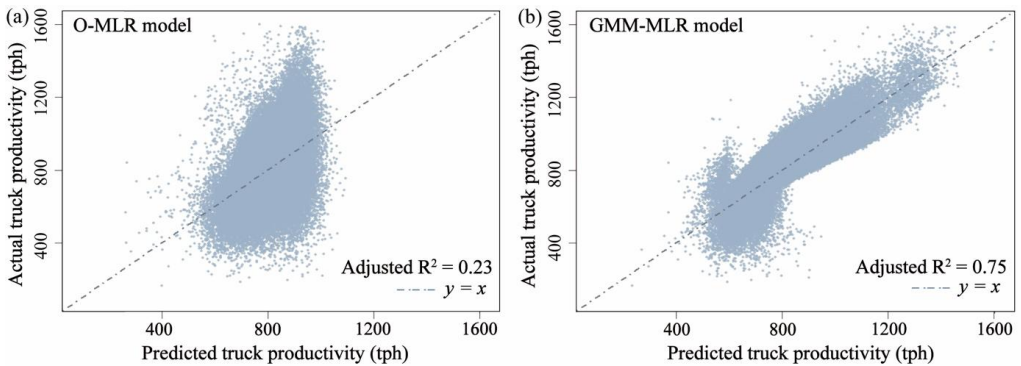 (a)
O-MLR model
Actual truck productivity (tph)
1600
1200
800
400
Adjusted R² = 0.23
y = x
400 800 1200 1600
Predicted truck productivity (tph)
(b)
GMM-MLR model
Actual truck productivity (tph)
1600
1200
800
400
Adjusted R² = 0.75
y = x
400 800 1200 1600
Predicted truck productivity (tph)